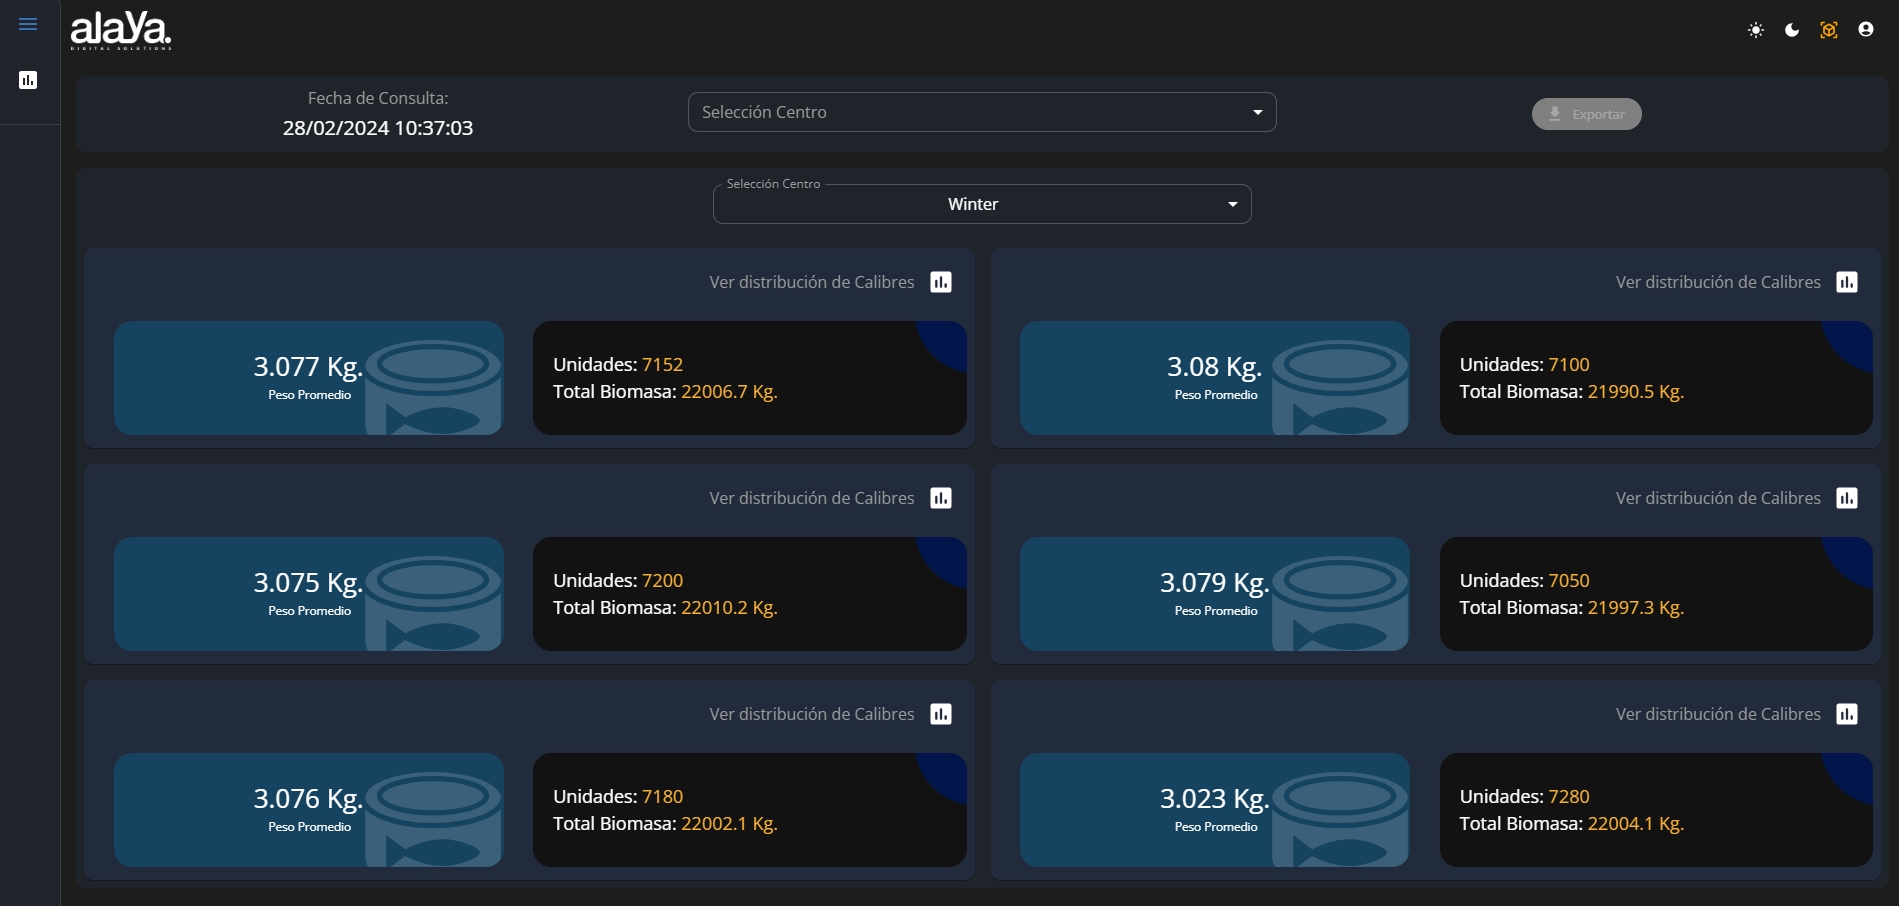 alaya.
DIGITAL SOLUTIONS
Fecha de Consulta:
28/02/2024 10:37:03
Selección Centro
Exportar
Selección Centro
Winter
Ver distribución de Calibres
3.077 Kg.
Peso Promedio
Unidades: 7152
Total Biomasa: 22006.7 Kg.
Ver distribución de Calibres
3.08 Kg.
Peso Promedio
Unidades: 7100
Total Biomasa: 21990.5 Kg.
Ver distribución de Calibres
3.075 Kg.
Peso Promedio
Unidades: 7200
Total Biomasa: 22010.2 Kg.
Ver distribución de Calibres
3.079 Kg.
Peso Promedio
Unidades: 7050
Total Biomasa: 21997.3 Kg.
Ver distribución de Calibres
3.076 Kg.
Peso Promedio
Unidades: 7180
Total Biomasa: 22002.1 Kg.
Ver distribución de Calibres
3.023 Kg.
Peso Promedio
Unidades: 7280
Total Biomasa: 22004.1 Kg.